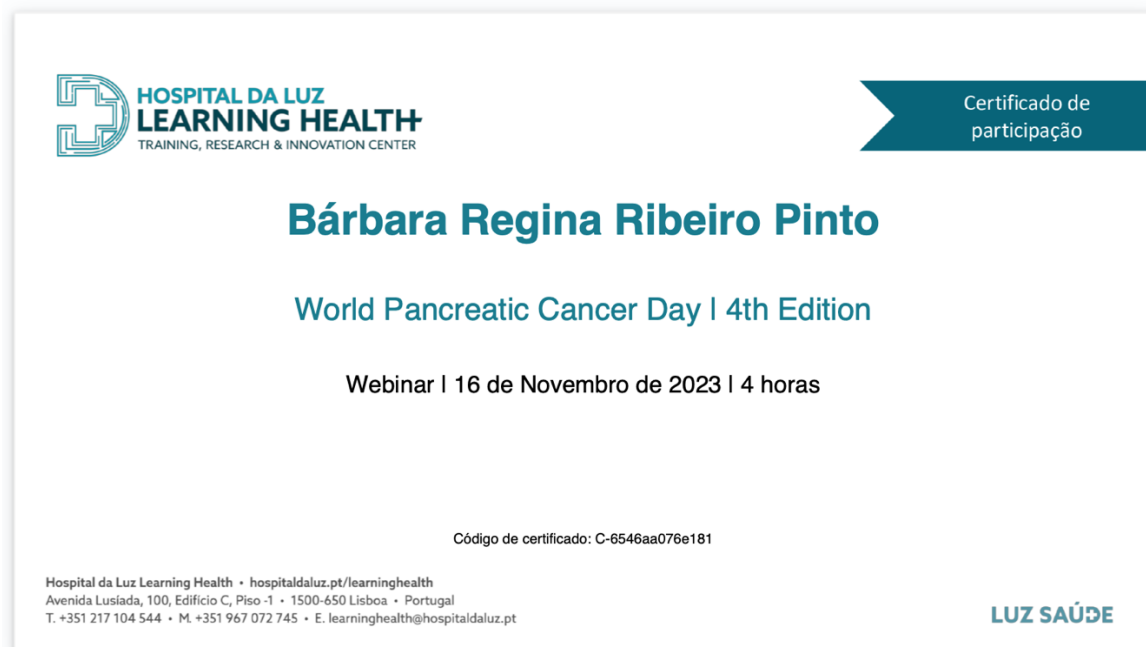 HOSPITAL DA LUZ
LEARNING HEALTH
TRAINING, RESEARCH & INNOVATION CENTER
Certificado de
participação
Bárbara Regina Ribeiro Pinto
World Pancreatic Cancer Day | 4th Edition
Webinar | 16 de Novembro de 2023 | 4 horas
Código de certificado: C-6546aa076e181
Hospital da Luz Learning Health • hospitaldaluz.pt/learninghealth
Avenida Lusíada, 100, Edifício C, Piso -1 • 1500-650 Lisboa • Portugal
T. +351 217 104 544 • M. +351 967 072 745 • E. learninghealth@hospitaldaluz.pt
LUZ SAÚDE